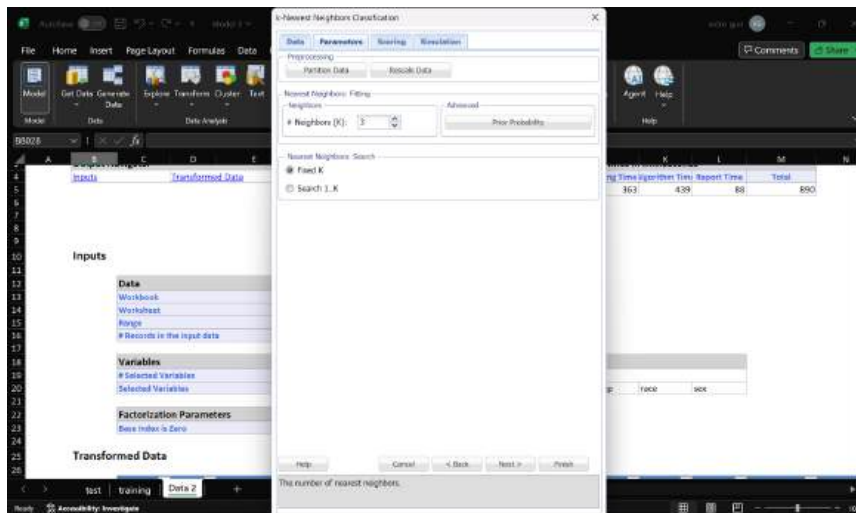 k-Nearest Neighbors Classification
Data Parameters Scoring Simulation
Preprocessing
Partition Data Rescale Data
Nearest Neighbors: Fitting
Neighbors
# Neighbors (K): 3
Advanced
Prior Probability
Nearest Neighbors: Search
Fixed K
Search 1..K
Help Cancel < Back Next > Finish
The number of nearest neighbors.
File Home Insert Page Layout Formulas Data
Comments Share
Model Get Data Generate Data Explore Transform Cluster Text
Agent Help
Model Data Data Analysis Help
fx
A B C D E K L M N
Inputs Transformed Data
Report Time Total
363 439 88 890
Inputs
Data
Workbook
Worksheet
Range
# Records in the input data
Variables
# Selected Variables
Selected Variables
race sex
Factorization Parameters
Base Index is Zero
Transformed Data
test training Data 2 +
Ready Accessibility: Investigate